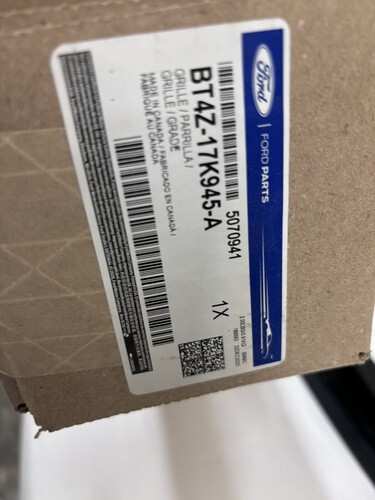 Ford
FORD PARTS
5070941
BT4Z-17K945-A
GRILLE / PARRILLA /
GRILLE / GRADE
MADE IN CANADA / FABRICADO EN CANADA /
FABRIQUE AU CANADA
1X